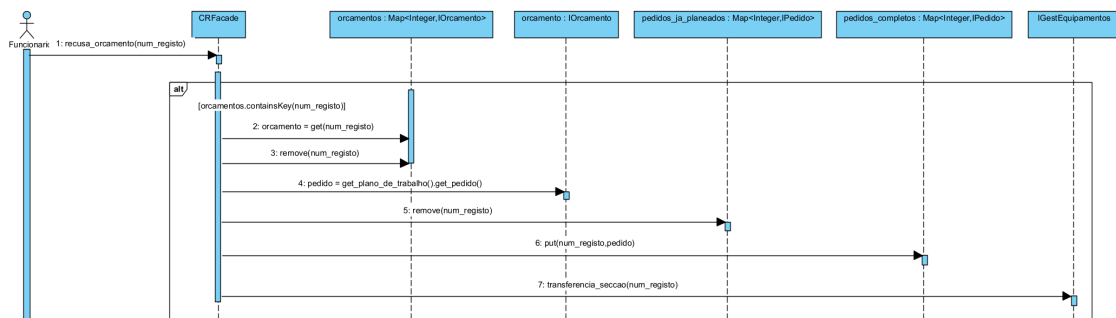 CRFacade
orcamentos : Map<Integer,IOrcamento>
orcamento : IOrcamento
pedidos_ja_planeados : Map<Integer,IPedido>
pedidos_completos : Map<Integer,IPedido>
IGestEquipamentos
Funcionari
1: recusa_orcamento(num_registo)
alt
[orcamentos.containsKey(num_registo)]
2: orcamento = get(num_registo)
3: remove(num_registo)
4: pedido = get_plano_de_trabalho().get_pedido()
5: remove(num_registo)
6: put(num_registo,pedido)
7: transferencia_seccao(num_registo)